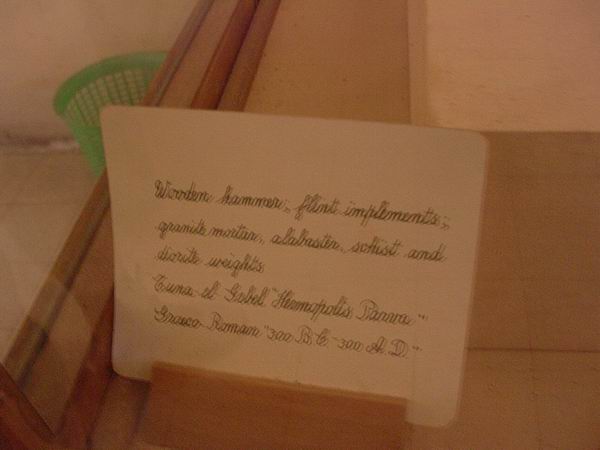 Wooden hammer, flint implements,
granite mortar, alabaster, schist and
diorite weights
Tuna el Gebel "Hermopolis Parva"
Graeco Roman "300 B.C. - 300 A.D."